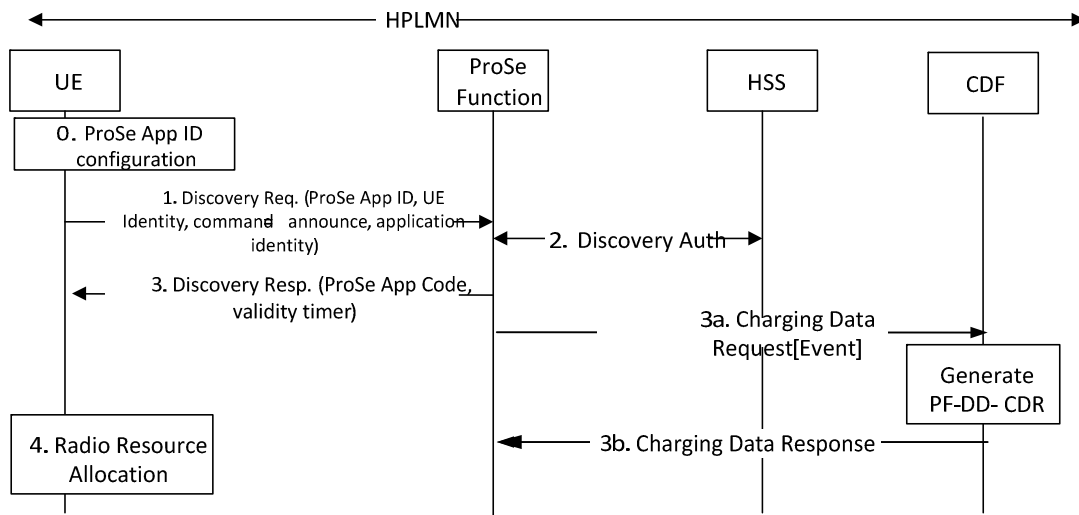 HPLMN
UE
ProSe
Function
HSS
CDF
0. ProSe App ID
configuration
1. Discovery Req. (ProSe App ID, UE
Identity, command= announce, application
identity)
2. Discovery Auth
3. Discovery Resp. (ProSe App Code,
validity timer)
3a. Charging Data
Request[Event]
Generate
PF-DD- CDR
3b. Charging Data Response
4. Radio Resource
Allocation